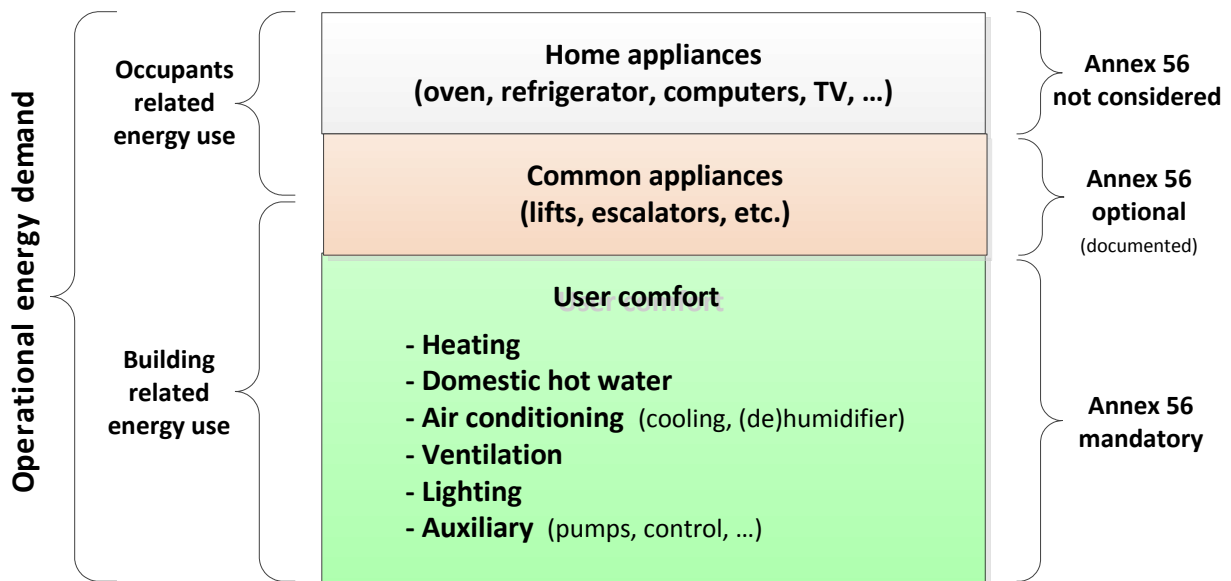 Operational energy demand
Occupants
related
energy use
Building
related
energy use
Home appliances
(oven, refrigerator, computers, TV, …)
Common appliances
(lifts, escalators, etc.)
User comfort
- Heating
- Domestic hot water
- Air conditioning (cooling, (de)humidifier)
- Ventilation
- Lighting
- Auxiliary (pumps, control, …)
Annex 56
not considered
Annex 56
optional
(documented)
Annex 56
mandatory